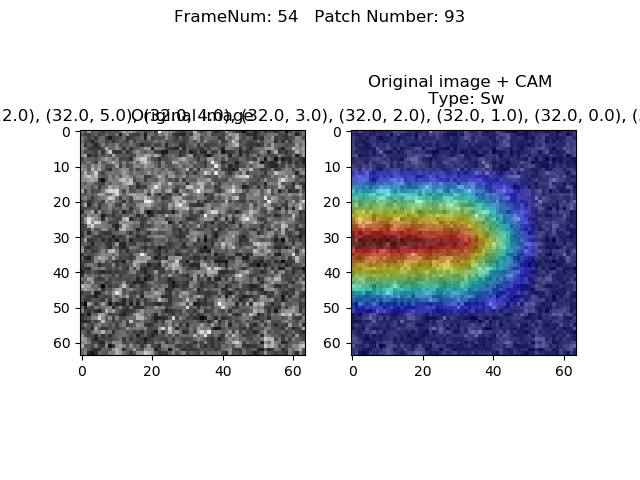 FrameNum: 54   Patch Number: 93
Original image + CAM
Type: Sw
2.0), (32.0, 5.0), (32.0, 4.0), (32.0, 3.0), (32.0, 2.0), (32.0, 1.0), (32.0, 0.0), (
Original image
0
10
20
30
40
50
60
0 20 40 60
0
10
20
30
40
50
60
0 20 40 60